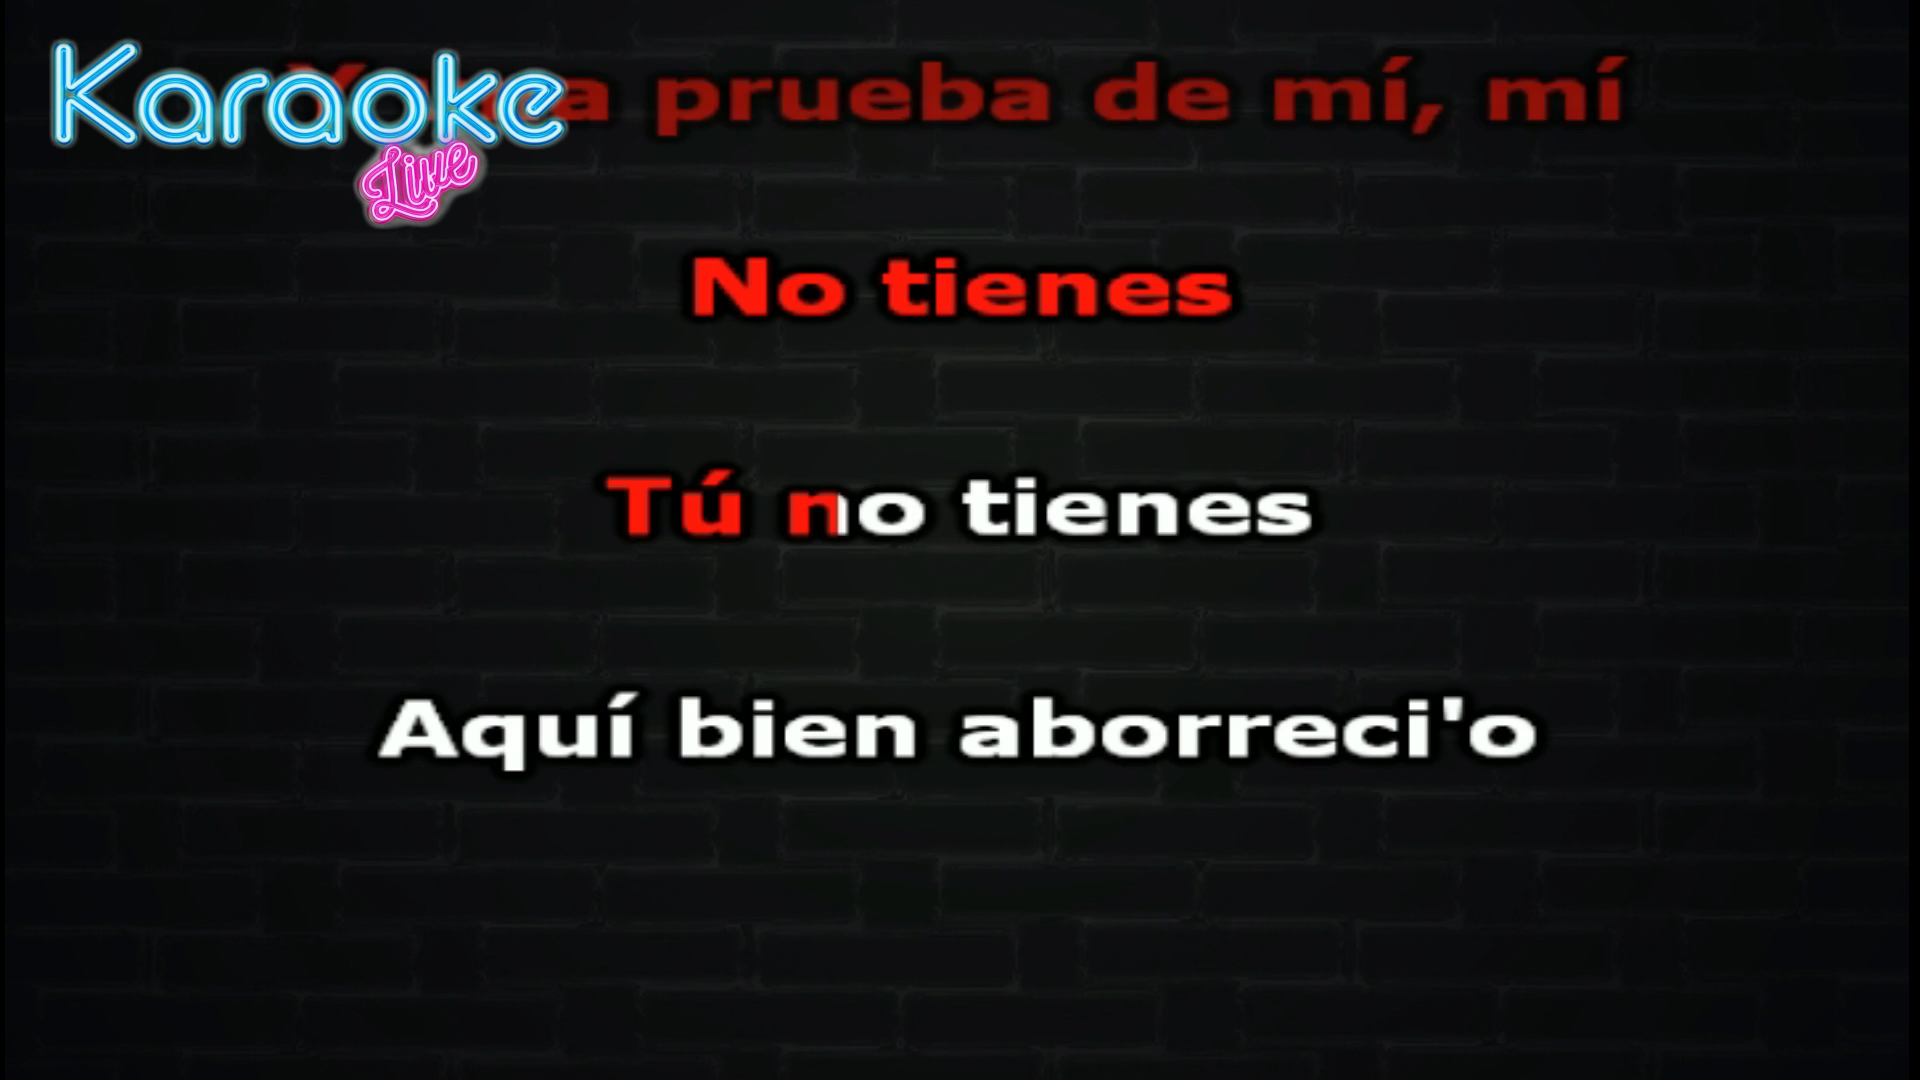 Karaoke
Live
prueba de mí, mí
No tienes
Tú no tienes
Aquí bien aborreci'o